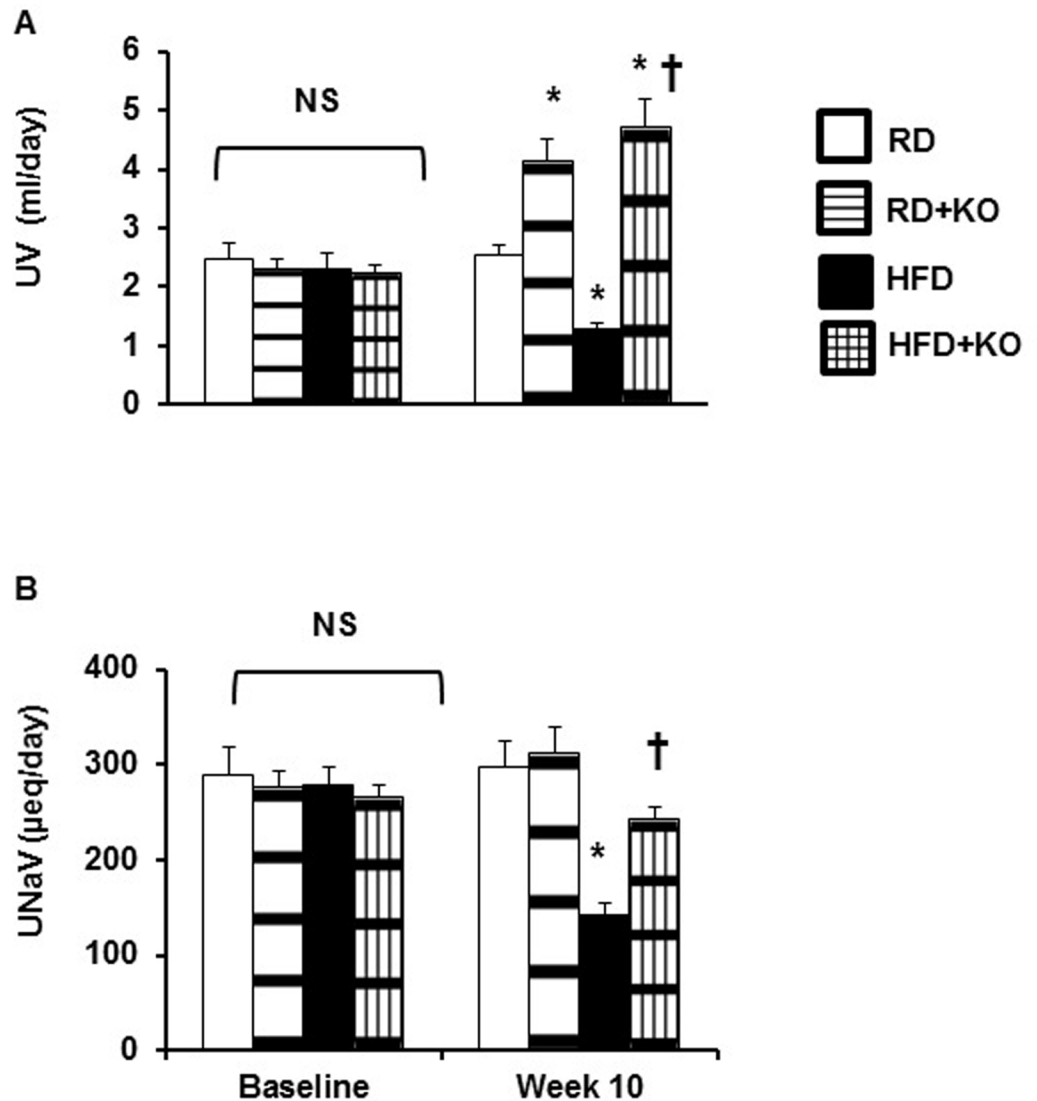 A
UV (ml/day)
6
5
4
3
2
1
0
NS
*
*
* †
RD
RD+KO
HFD
HFD+KO
B
UNaV (µeq/day)
400
300
200
100
0
NS
*
†
Baseline
Week 10